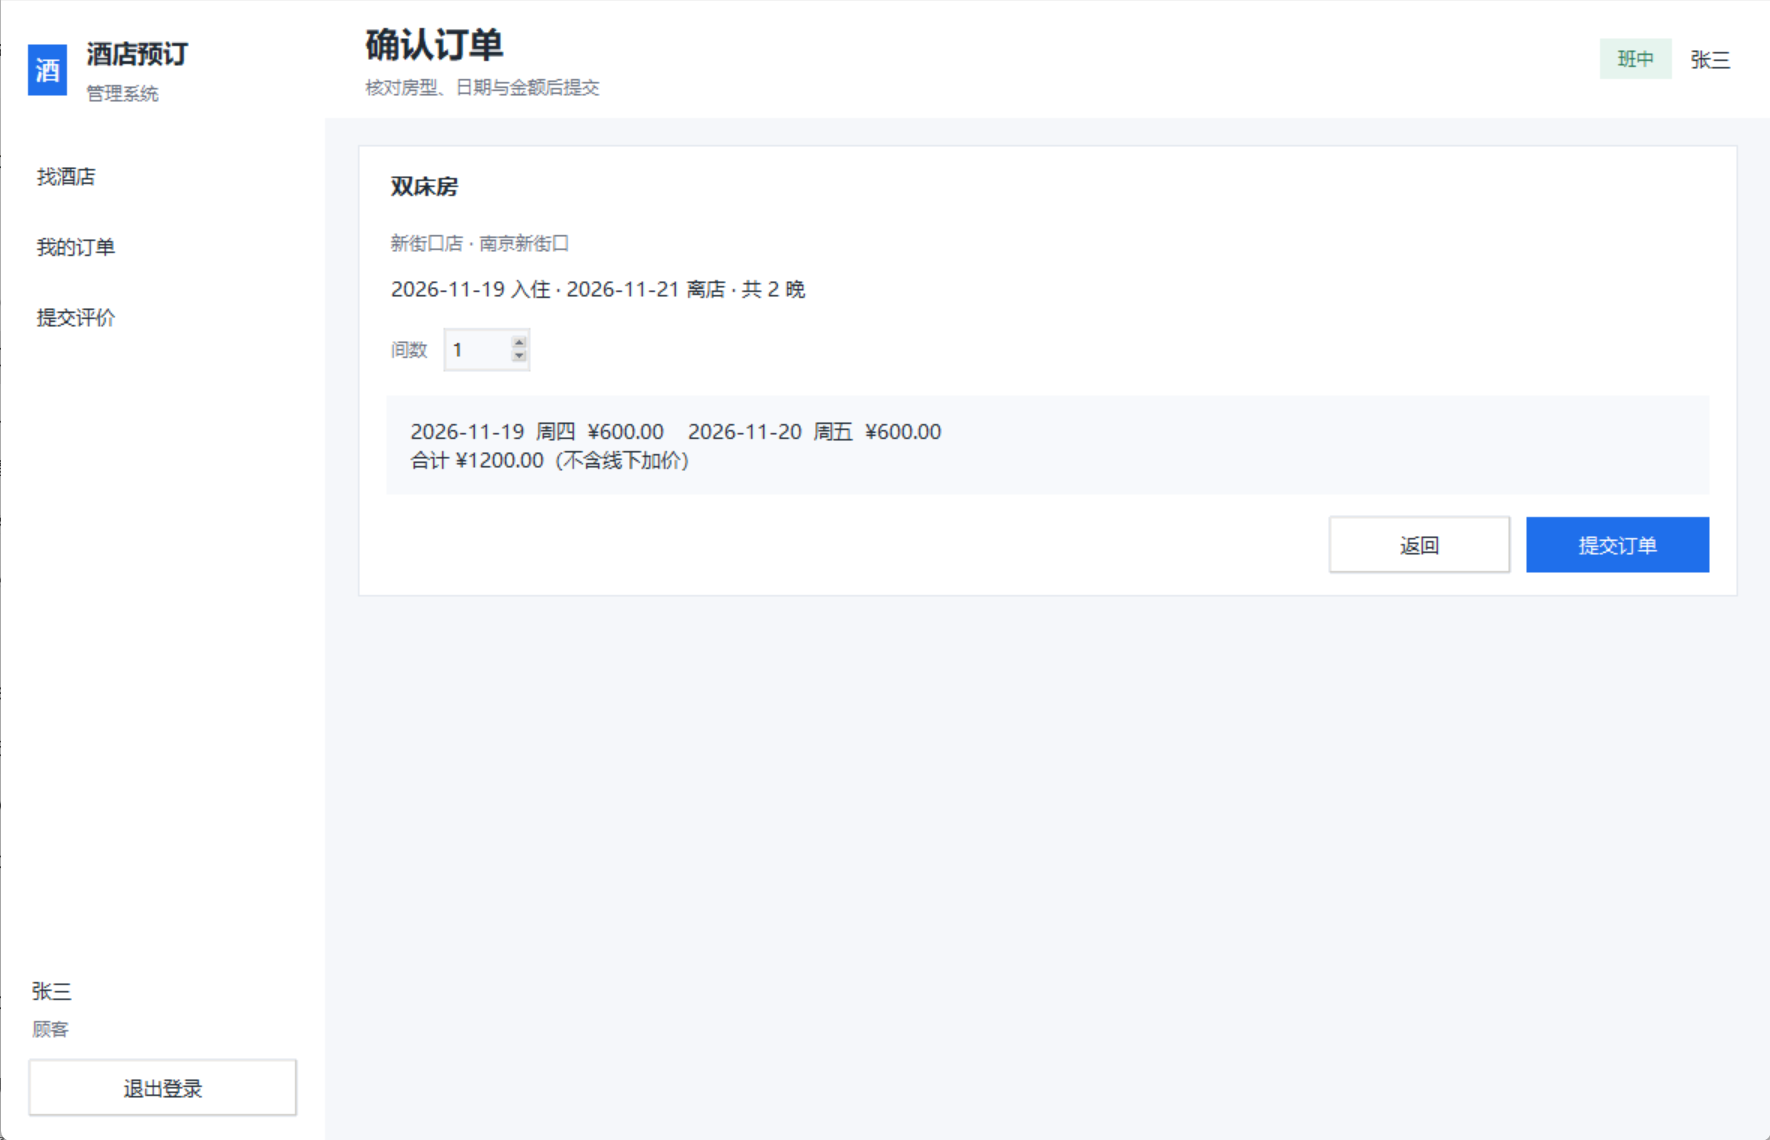 酒
酒店预订
管理系统
找酒店
我的订单
提交评价
张三
顾客
退出登录
确认订单
核对房型、日期与金额后提交
班中
张三
双床房
新街口店 · 南京新街口
2026-11-19 入住 · 2026-11-21 离店 · 共 2 晚
间数 1
2026-11-19 周四 ¥600.00 2026-11-20 周五 ¥600.00
合计 ¥1200.00 (不含线下加价)
返回
提交订单